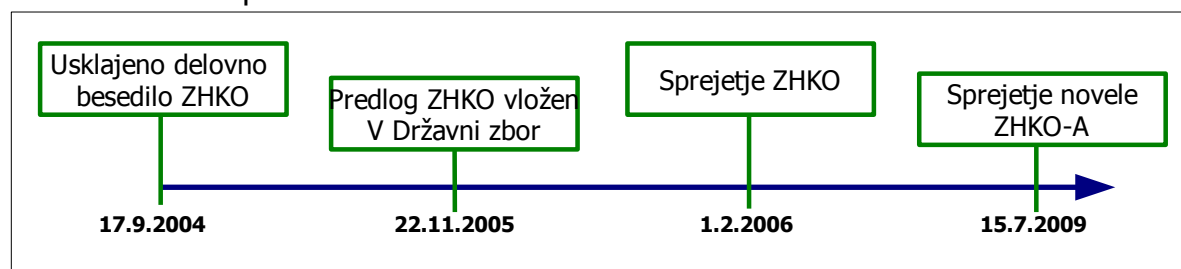 Usklajeno delovno
besedilo ZHKO
Predlog ZHKO vložen
V Državni zbor
Sprejetje ZHKO
Sprejetje novele
ZHKO-A
17.9.2004
22.11.2005
1.2.2006
15.7.2009